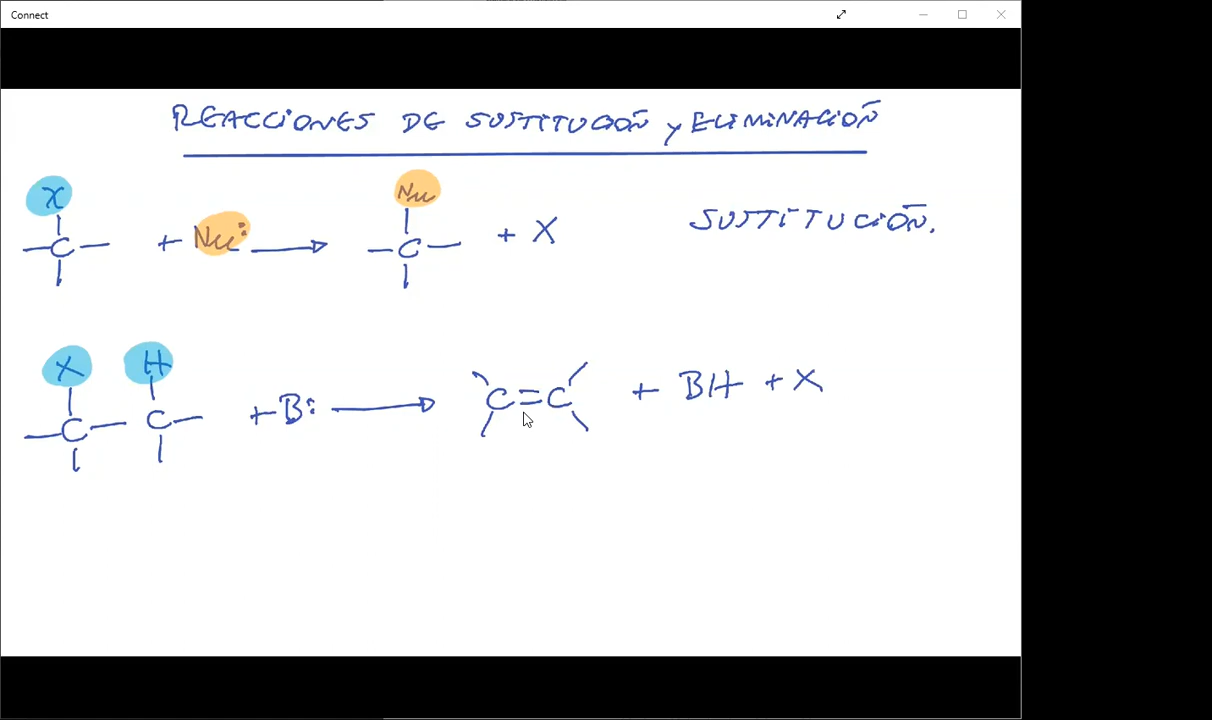 Connect
REACCIONES DE SUSTITUCIÓN y ELIMINACIÓN
X Nu
-C- + Nu: → -C- + X SUSTITUCIÓN.
X H
-C-C- + B: → C=C + BH + X